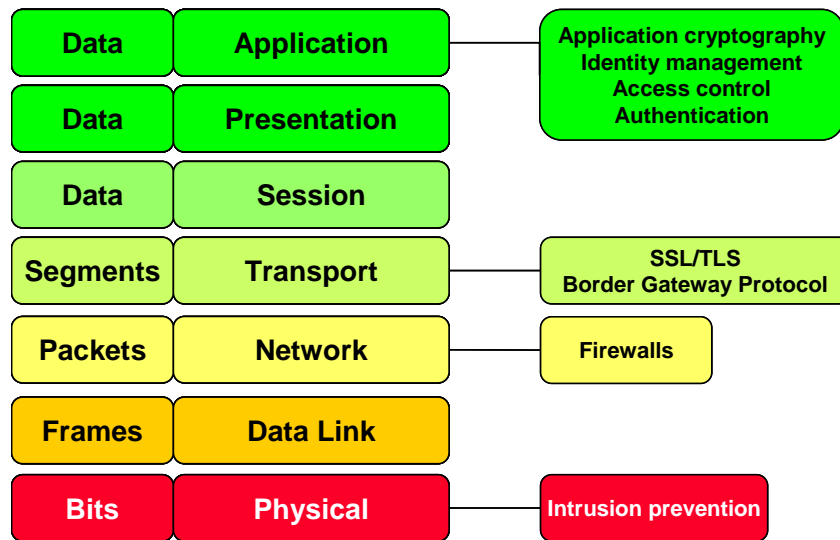 Data Application
Application cryptography
Identity management
Access control
Authentication
Data Presentation
Data Session
Segments Transport
SSL/TLS
Border Gateway Protocol
Packets Network
Firewalls
Frames Data Link
Bits Physical
Intrusion prevention